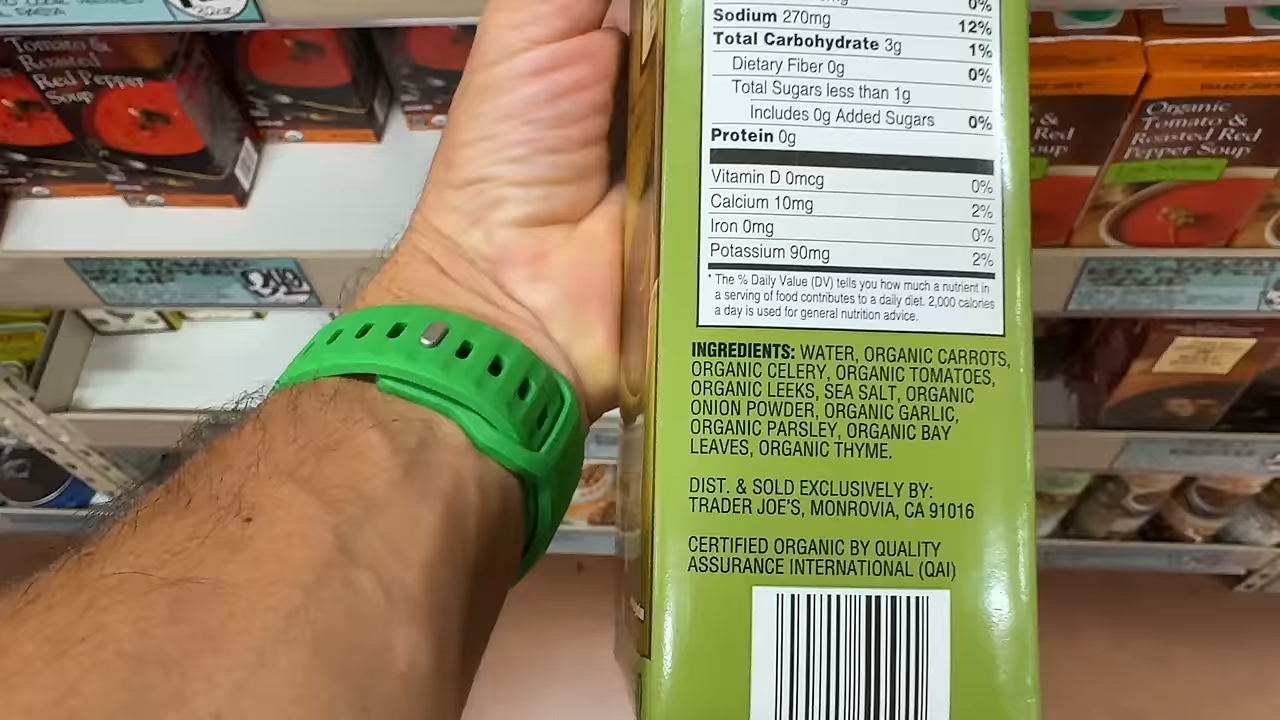 Tomato &
Roasted
Red Pepper
Soup
0%
Sodium 270mg 12%
Total Carbohydrate 3g 1%
Dietary Fiber 0g 0%
Total Sugars less than 1g
Includes 0g Added Sugars 0%
Protein 0g
Vitamin D 0mcg 0%
Calcium 10mg 2%
Iron 0mg 0%
Potassium 90mg 2%
* The % Daily Value (DV) tells you how much a nutrient in
a serving of food contributes to a daily diet. 2,000 calories
a day is used for general nutrition advice.
INGREDIENTS: WATER, ORGANIC CARROTS,
ORGANIC CELERY, ORGANIC TOMATOES,
ORGANIC LEEKS, SEA SALT, ORGANIC
ONION POWDER, ORGANIC GARLIC,
ORGANIC PARSLEY, ORGANIC BAY
LEAVES, ORGANIC THYME.
DIST. & SOLD EXCLUSIVELY BY:
TRADER JOE'S, MONROVIA, CA 91016
CERTIFIED ORGANIC BY QUALITY
ASSURANCE INTERNATIONAL (QAI)
&
Red
Soup
Organic
Tomato &
Roasted Red
Pepper Soup